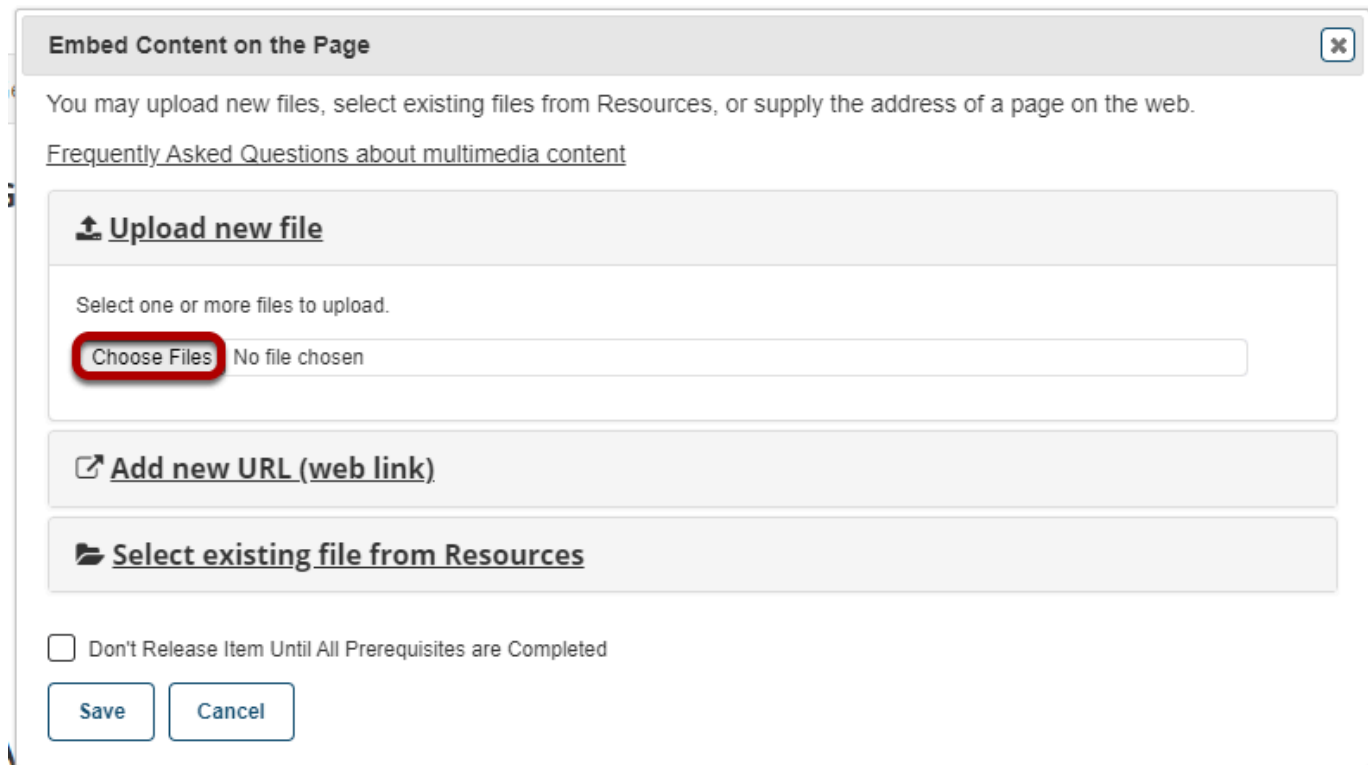 Embed Content on the Page
You may upload new files, select existing files from Resources, or supply the address of a page on the web.
Frequently Asked Questions about multimedia content
Upload new file
Select one or more files to upload.
Choose Files No file chosen
Add new URL (web link)
Select existing file from Resources
Don't Release Item Until All Prerequisites are Completed
Save Cancel